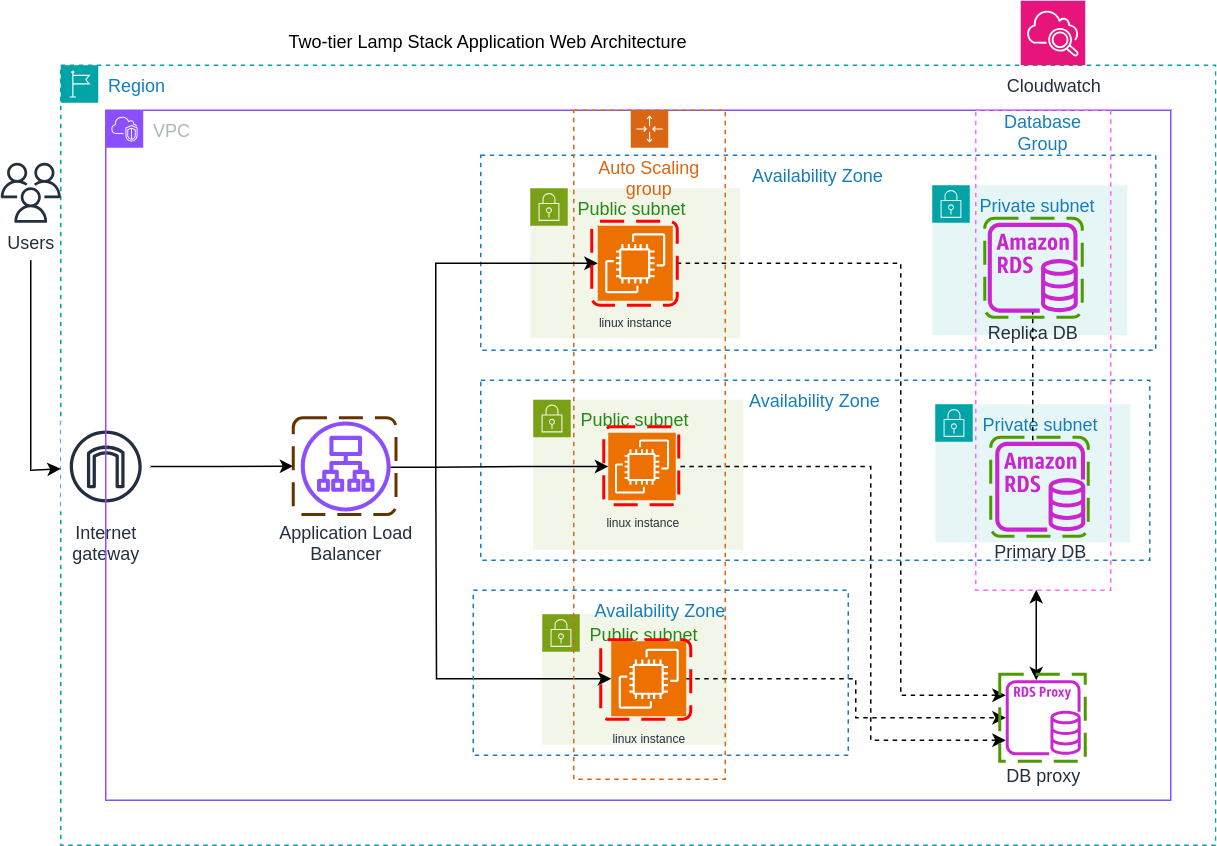 Two-tier Lamp Stack Application Web Architecture
Cloudwatch
Region
VPC
Users
Database
Group
Auto Scaling
group
Availability Zone
Public subnet
Private subnet
Amazon
RDS
linux instance
Replica DB
Availability Zone
Public subnet
Private subnet
Amazon
RDS
linux instance
Primary DB
Internet
gateway
Application Load
Balancer
Availability Zone
Public subnet
linux instance
RDS Proxy
DB proxy